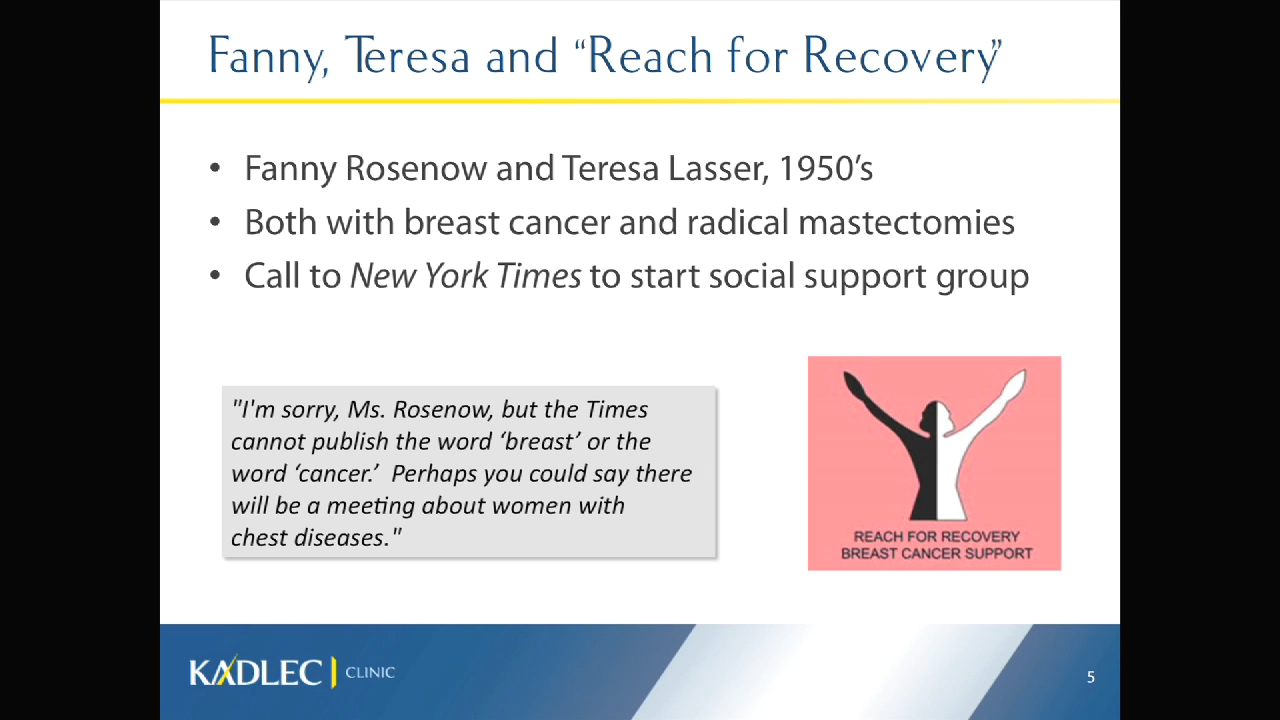 Fanny, Teresa and “Reach for Recovery”
• Fanny Rosenow and Teresa Lasser, 1950’s
• Both with breast cancer and radical mastectomies
• Call to New York Times to start social support group
"I'm sorry, Ms. Rosenow, but the Times
cannot publish the word ‘breast’ or the
word ‘cancer.’  Perhaps you could say there
will be a meeting about women with
chest diseases."
REACH FOR RECOVERY
BREAST CANCER SUPPORT
KADLEC CLINIC
5